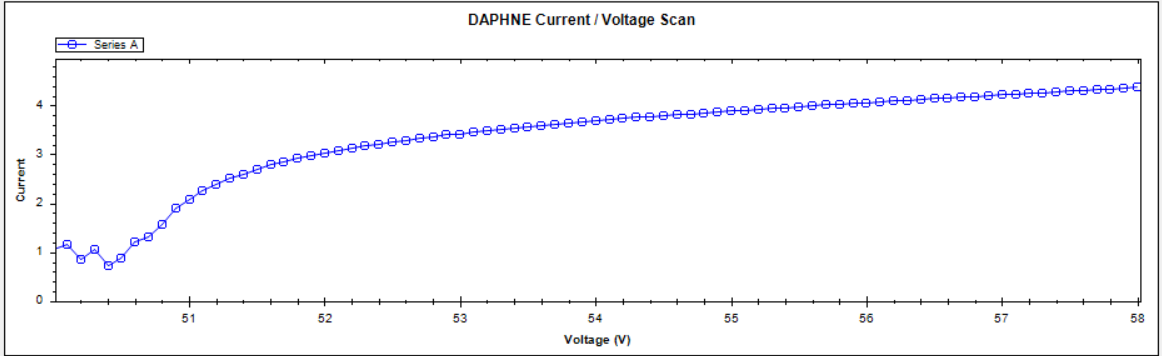 DAPHNE Current / Voltage Scan
Series A
Current
4
3
2
1
0
51 52 53 54 55 56 57 58
Voltage (V)